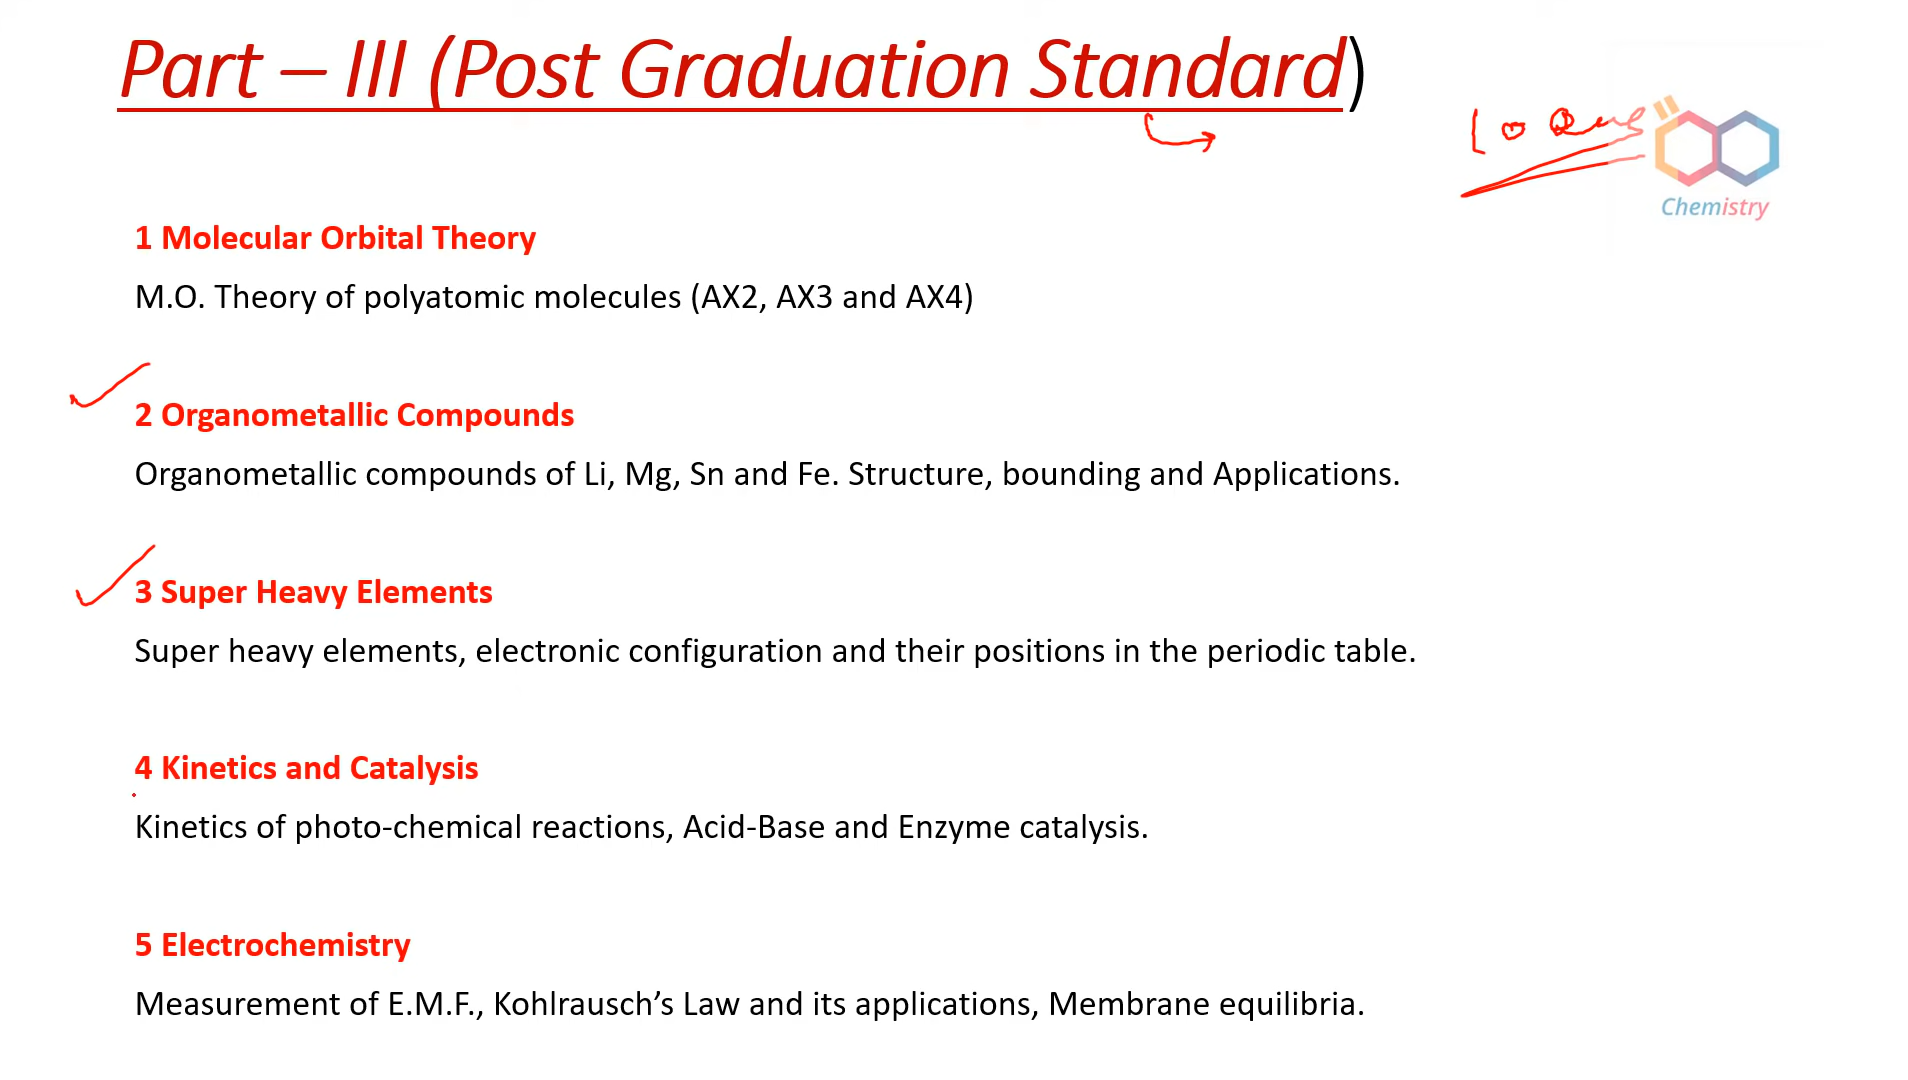 Part – III (Post Graduation Standard)
10 Ques
Chemistry
1 Molecular Orbital Theory
M.O. Theory of polyatomic molecules (AX2, AX3 and AX4)
2 Organometallic Compounds
Organometallic compounds of Li, Mg, Sn and Fe. Structure, bounding and Applications.
3 Super Heavy Elements
Super heavy elements, electronic configuration and their positions in the periodic table.
4 Kinetics and Catalysis
Kinetics of photo-chemical reactions, Acid-Base and Enzyme catalysis.
5 Electrochemistry
Measurement of E.M.F., Kohlrausch’s Law and its applications, Membrane equilibria.